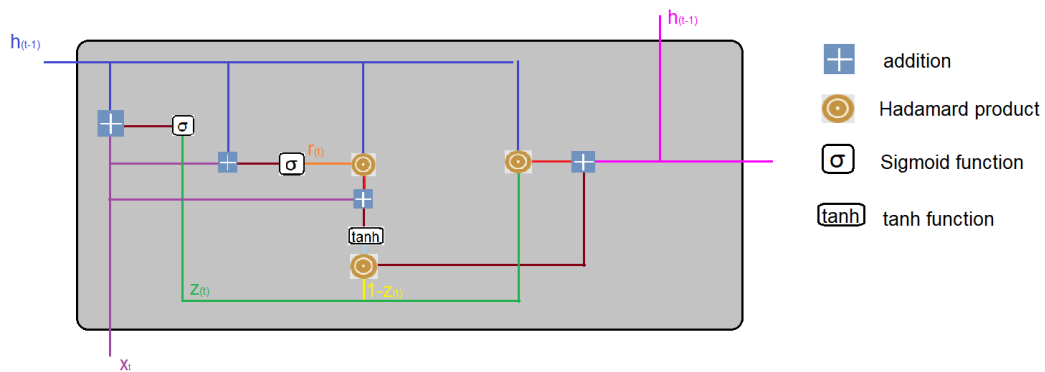 h(t-1)
h(t-1)
addition
Hadamard product
σ
σ
r(t)
σ
Sigmoid function
tanh
tanh
tanh function
z(t)
1-z(t)
xt